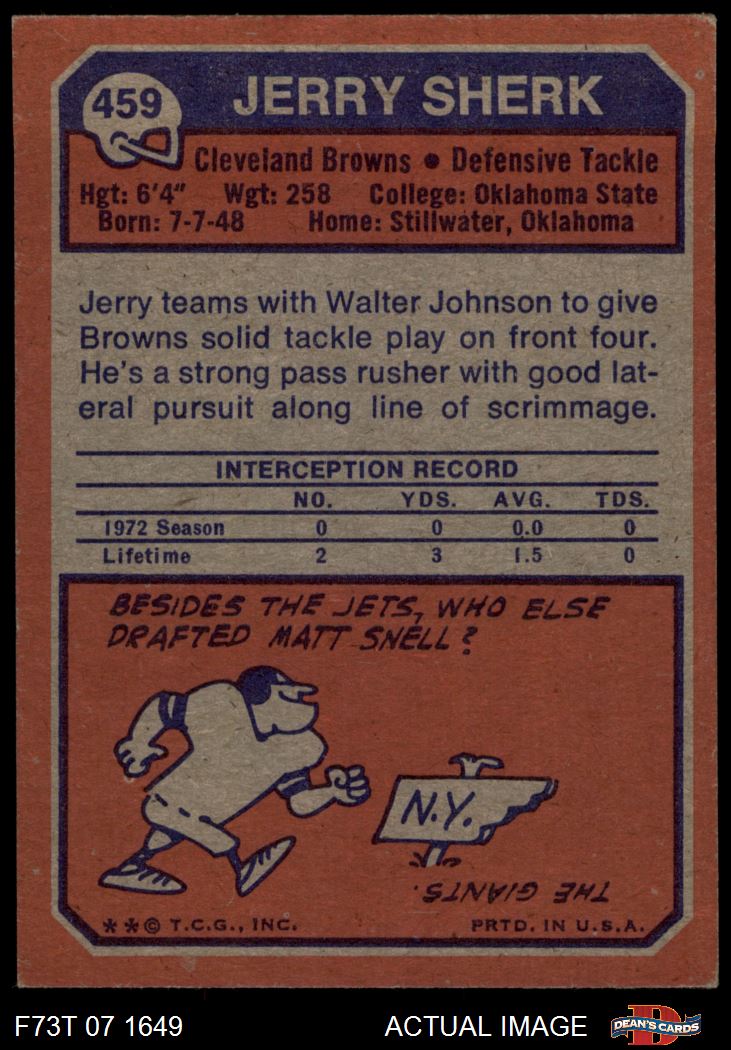 459 JERRY SHERK
Cleveland Browns • Defensive Tackle
Hgt: 6'4" Wgt: 258 College: Oklahoma State
Born: 7-7-48 Home: Stillwater, Oklahoma
Jerry teams with Walter Johnson to give
Browns solid tackle play on front four.
He's a strong pass rusher with good lat-
eral pursuit along line of scrimmage.
INTERCEPTION RECORD
NO. YDS. AVG. TDS.
1972 Season 0 0 0.0 0
Lifetime 2 3 1.5 0
BESIDES THE JETS, WHO ELSE
DRAFTED MATT SNELL?
N.Y.
THE GIANTS.
**© T.C.G., INC. PRTD. IN U.S.A.
F73T 07 1649 ACTUAL IMAGE D DEAN'S CARDS